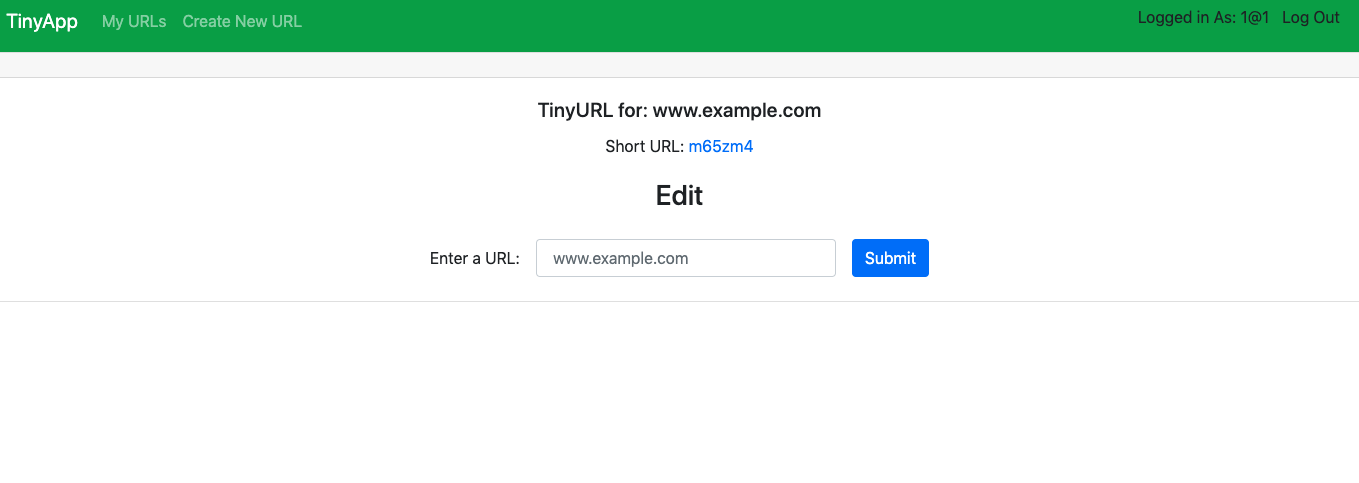 TinyApp My URLs Create New URL Logged in As: 1@1 Log Out
TinyURL for: www.example.com
Short URL: m65zm4
Edit
Enter a URL: www.example.com Submit